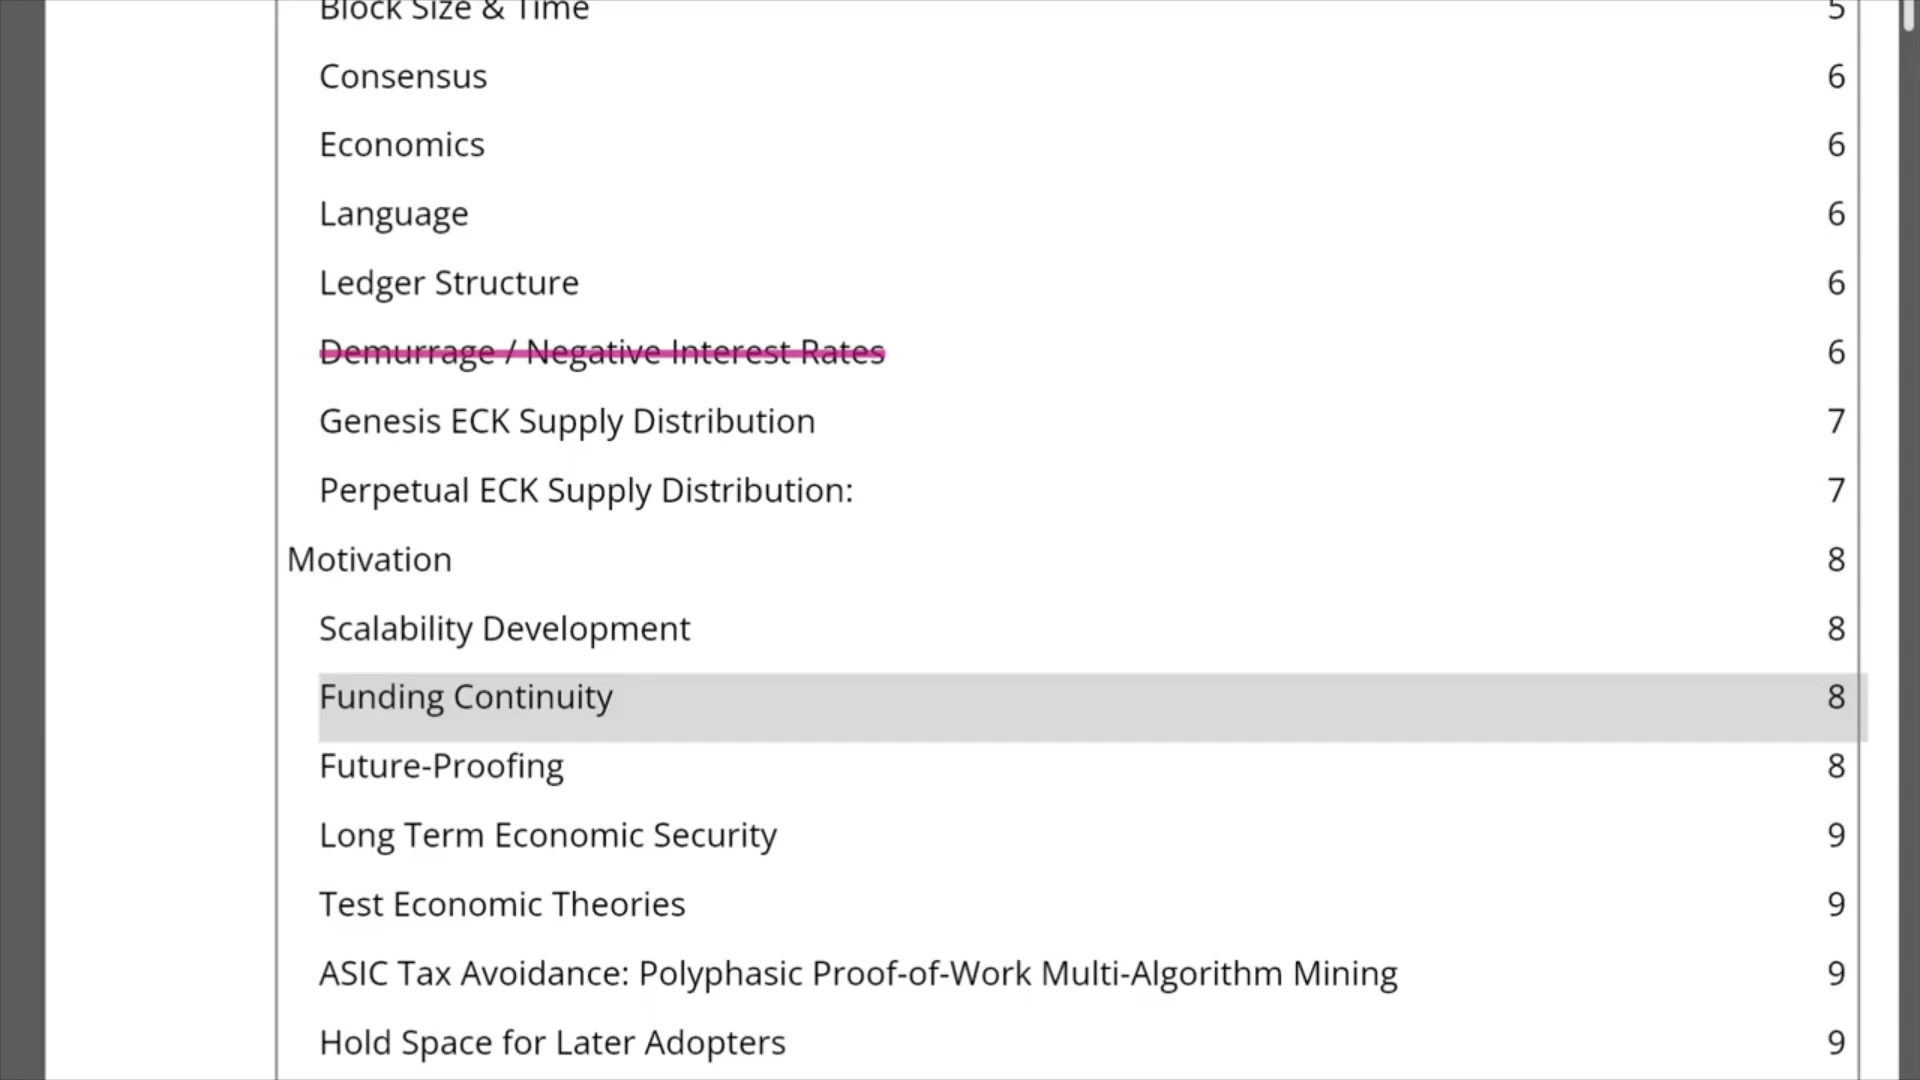 Block Size & Time 5
Consensus 6
Economics 6
Language 6
Ledger Structure 6
Demurrage / Negative Interest Rates 6
Genesis ECK Supply Distribution 7
Perpetual ECK Supply Distribution: 7
Motivation 8
Scalability Development 8
Funding Continuity 8
Future-Proofing 8
Long Term Economic Security 9
Test Economic Theories 9
ASIC Tax Avoidance: Polyphasic Proof-of-Work Multi-Algorithm Mining 9
Hold Space for Later Adopters 9